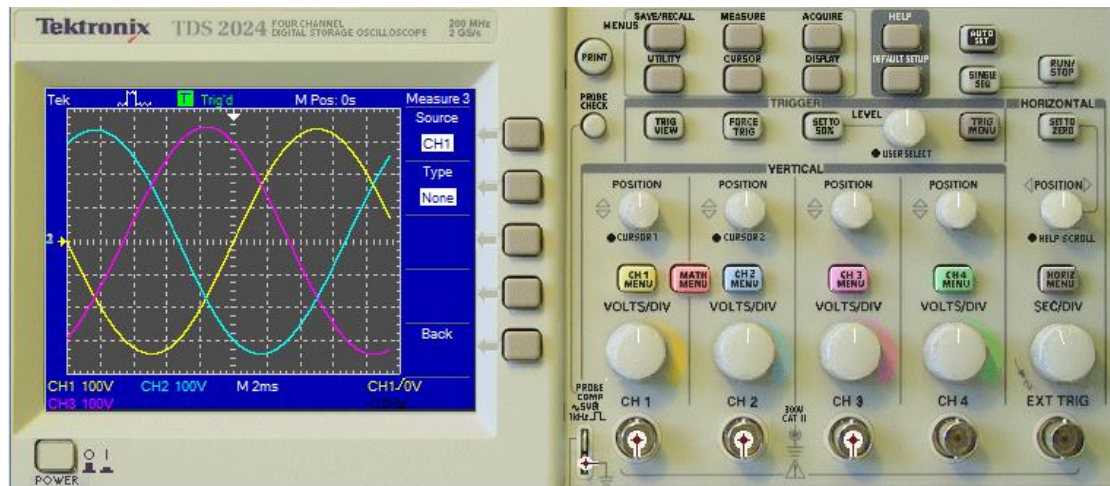 Tektronix TDS 2024 FOUR CHANNEL DIGITAL STORAGE OSCILLOSCOPE 200 MHz 2 GS/s
Tek T Trig'd M Pos: 0s Measure 3
Source
CH1
Type
None
Back
CH1 100V CH2 100V M 2ms CH1 0V
CH3 100V
POWER
MENUS
SAVE/RECALL MEASURE ACQUIRE HELP
AUTO SET
PRINT
UTILITY CURSOR DISPLAY DEFAULT SETUP
SINGLE SEQ
RUN/STOP
PROBE CHECK
TRIGGER HORIZONTAL
TRIG VIEW FORCE TRIG SET TO 50% LEVEL TRIG MENU SET TO ZERO
USER SELECT
VERTICAL
POSITION POSITION POSITION POSITION POSITION
CURSOR 1 CURSOR 2 HELP SCROLL
CH 1 MENU MATH MENU CH 2 MENU CH 3 MENU CH 4 MENU HORIZ MENU
VOLTS/DIV VOLTS/DIV VOLTS/DIV VOLTS/DIV SEC/DIV
PROBE COMP
~5V@
1kHz
CH 1 CH 2 300V CAT II CH 3 CH 4 EXT TRIG